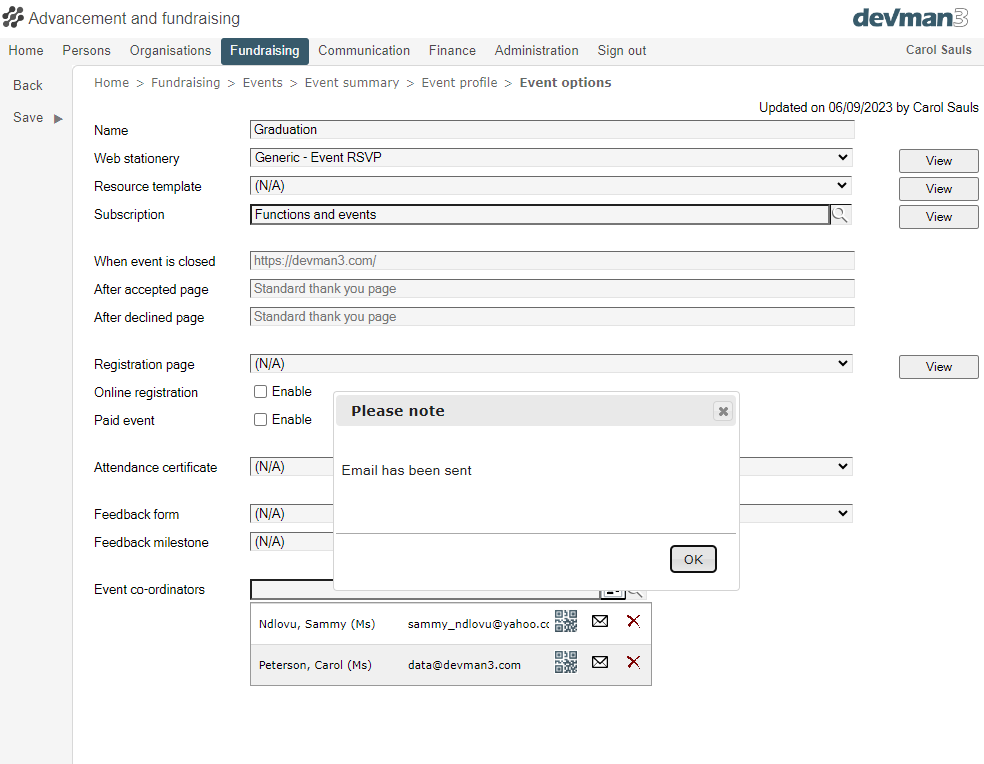 Advancement and fundraising
devman3
Home Persons Organisations Fundraising Communication Finance Administration Sign out Carol Sauls
Back
Save
Home > Fundraising > Events > Event summary > Event profile > Event options
Updated on 06/09/2023 by Carol Sauls
Name Graduation
Web stationery Generic - Event RSVP View
Resource template (N/A) View
Subscription Functions and events View
When event is closed https://devman3.com/
After accepted page Standard thank you page
After declined page Standard thank you page
Registration page (N/A) View
Online registration Enable
Paid event Enable
Please note
Attendance certificate (N/A)
Email has been sent
Feedback form (N/A)
Feedback milestone (N/A)
OK
Event co-ordinators
Ndlovu, Sammy (Ms) sammy_ndlovu@yahoo.co
Peterson, Carol (Ms) data@devman3.com